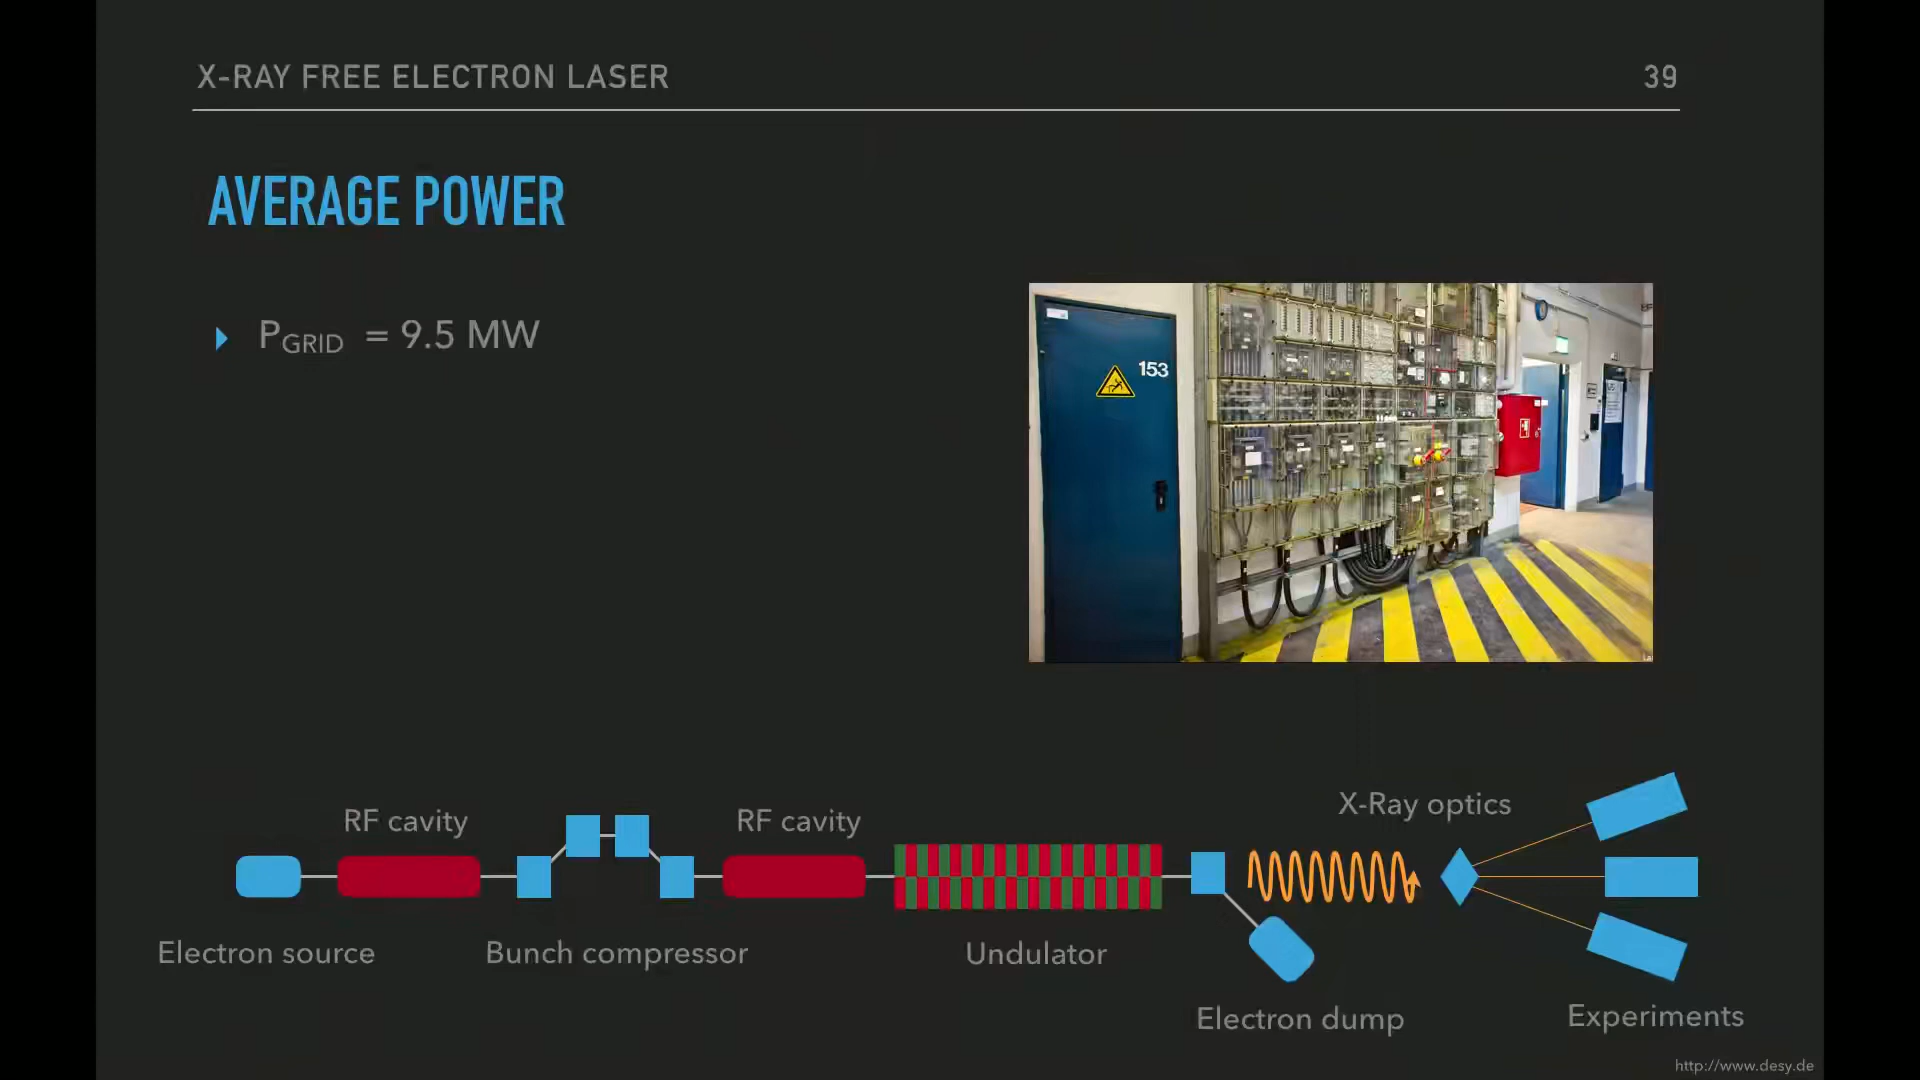 X-RAY FREE ELECTRON LASER
39
AVERAGE POWER
PGRID = 9.5 MW
153
RF cavity
RF cavity
X-Ray optics
Electron source
Bunch compressor
Undulator
Electron dump
Experiments
http://www.desy.de